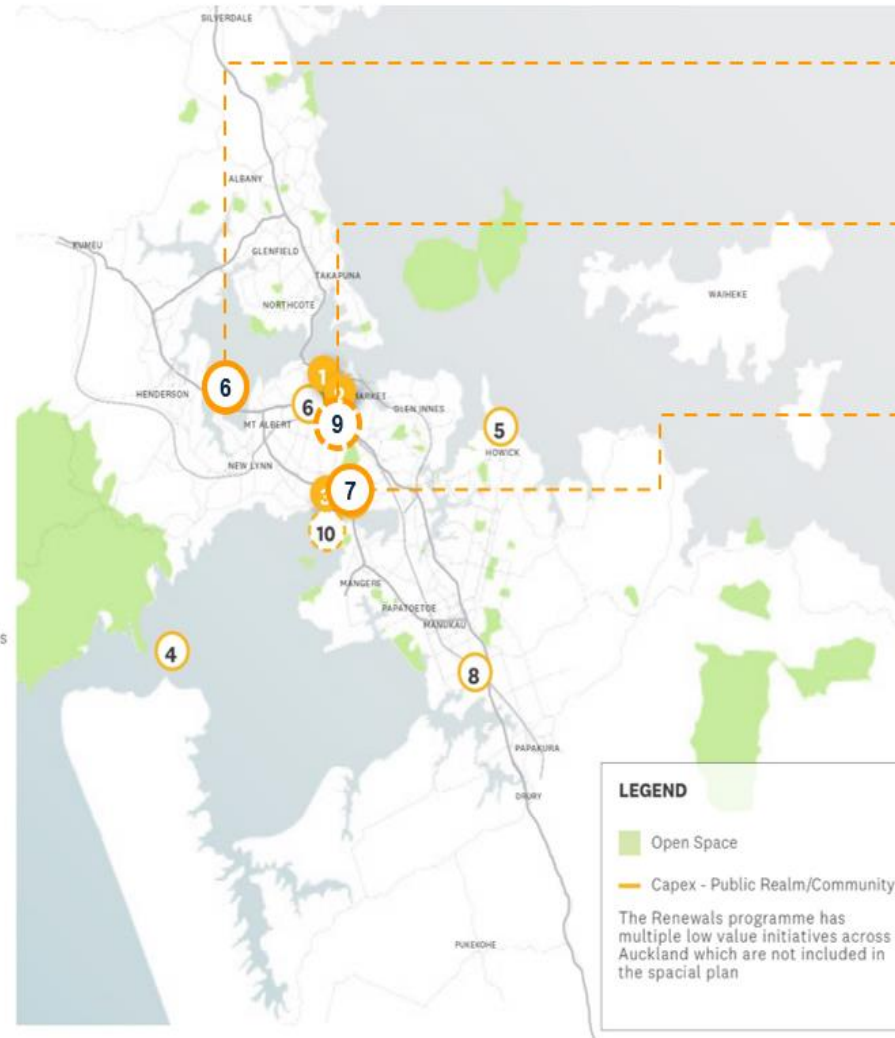 SILVERDALE
ALBANY
KUMEU
GLENFIELD
TAKAPUNA
WAIHEKE
NORTHCOTE
1
6
HENDERSON
2
6
MARKET
GLEN INNES
9
MT ALBERT
5
HOWICK
NEW LYNN
7
3
10
MANGERE
PAPATOETOE
MANUKAU
S
4
8
PAPAKURA
DRURY
LEGEND
Open Space
Capex - Public Realm/Community
The Renewals programme has
multiple low value initiatives across
Auckland which are not included in
the spacial plan
PUKEKOHE